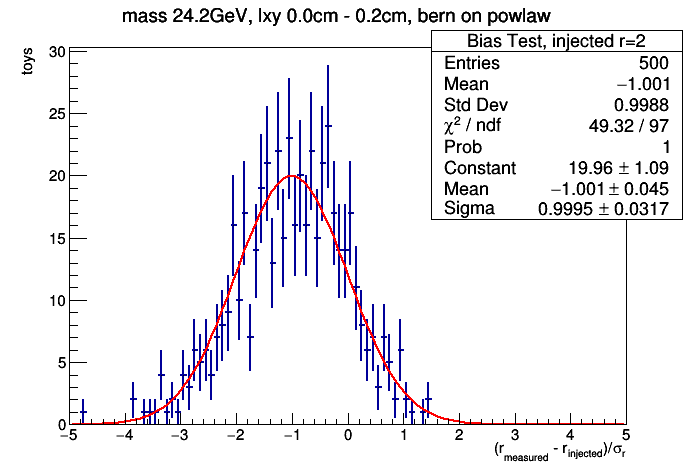 mass 24.2GeV, lxy 0.0cm - 0.2cm, bern on powlaw
toys
Bias Test, injected r=2
Entries 500
Mean −1.001
Std Dev 0.9988
χ² / ndf 49.32 / 97
Prob 1
Constant 19.96 ± 1.09
Mean −1.001 ± 0.045
Sigma 0.9995 ± 0.0317
30
25
20
15
10
5
0
−5 −4 −3 −2 −1 0 1 2 3 4 5
(r_measured - r_injected)/σ_r